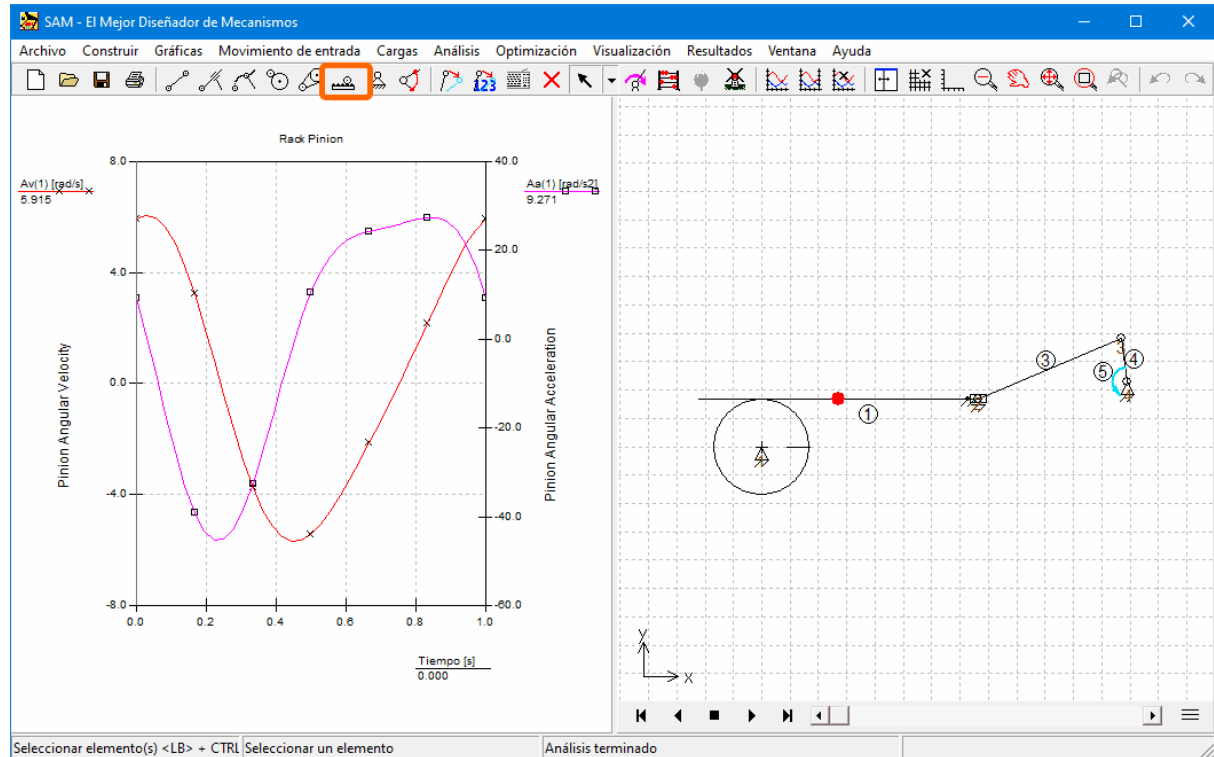 SAM - El Mejor Diseñador de Mecanismos
Archivo Construir Gráficas Movimiento de entrada Cargas Análisis Optimización Visualización Resultados Ventana Ayuda
123
Rack Pinion
8.0
40.0
Av(1) [rad/s]
5.915
Aa(1) [rad/s2]
9.271
20.0
4.0
0.0
Pinion Angular Velocity
0.0
Pinion Angular Acceleration
-20.0
-4.0
-40.0
-8.0
-60.0
0.0 0.2 0.4 0.6 0.8 1.0
Tiempo [s]
0.000
3
4
5
1
y
x
Seleccionar elemento(s) <LB> + CTRL Seleccionar un elemento Análisis terminado